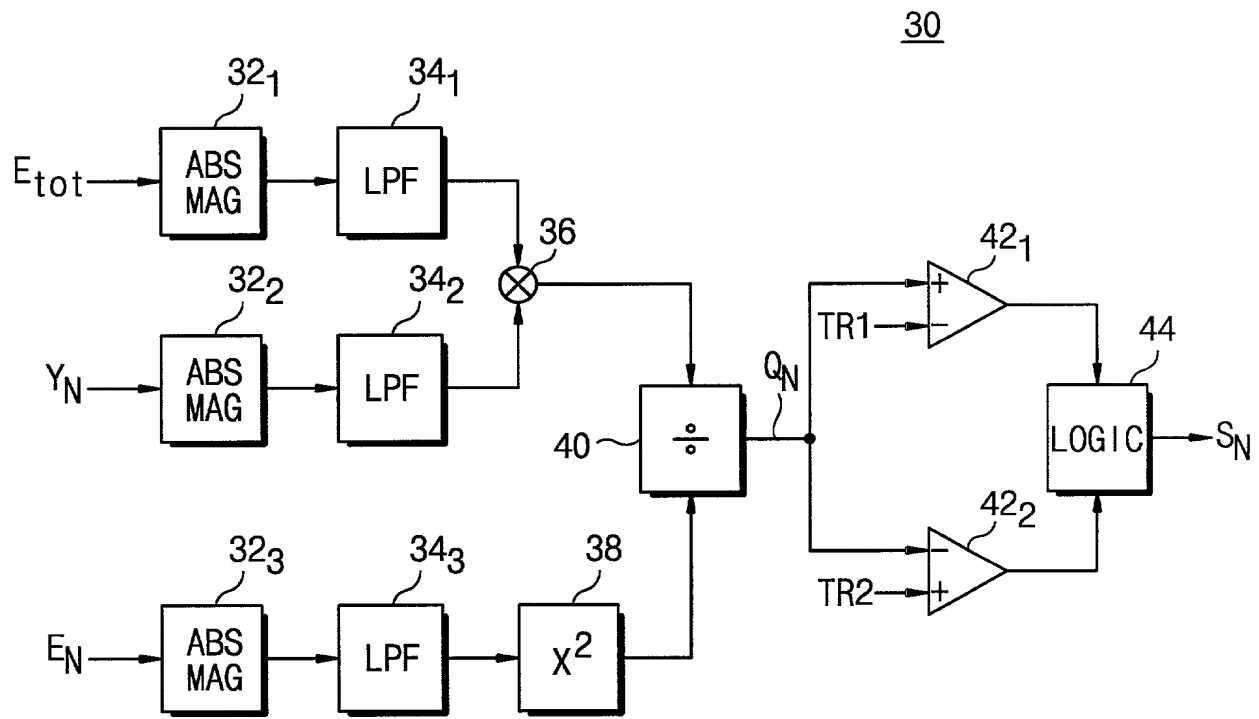 30
32₁
34₁
E_tot
ABS MAG
LPF
36
32₂
34₂
Y_N
ABS MAG
LPF
42₁
+
−
TR1
44
Q_N
40
÷
LOGIC
S_N
42₂
−
+
TR2
32₃
34₃
38
E_N
ABS MAG
LPF
X²